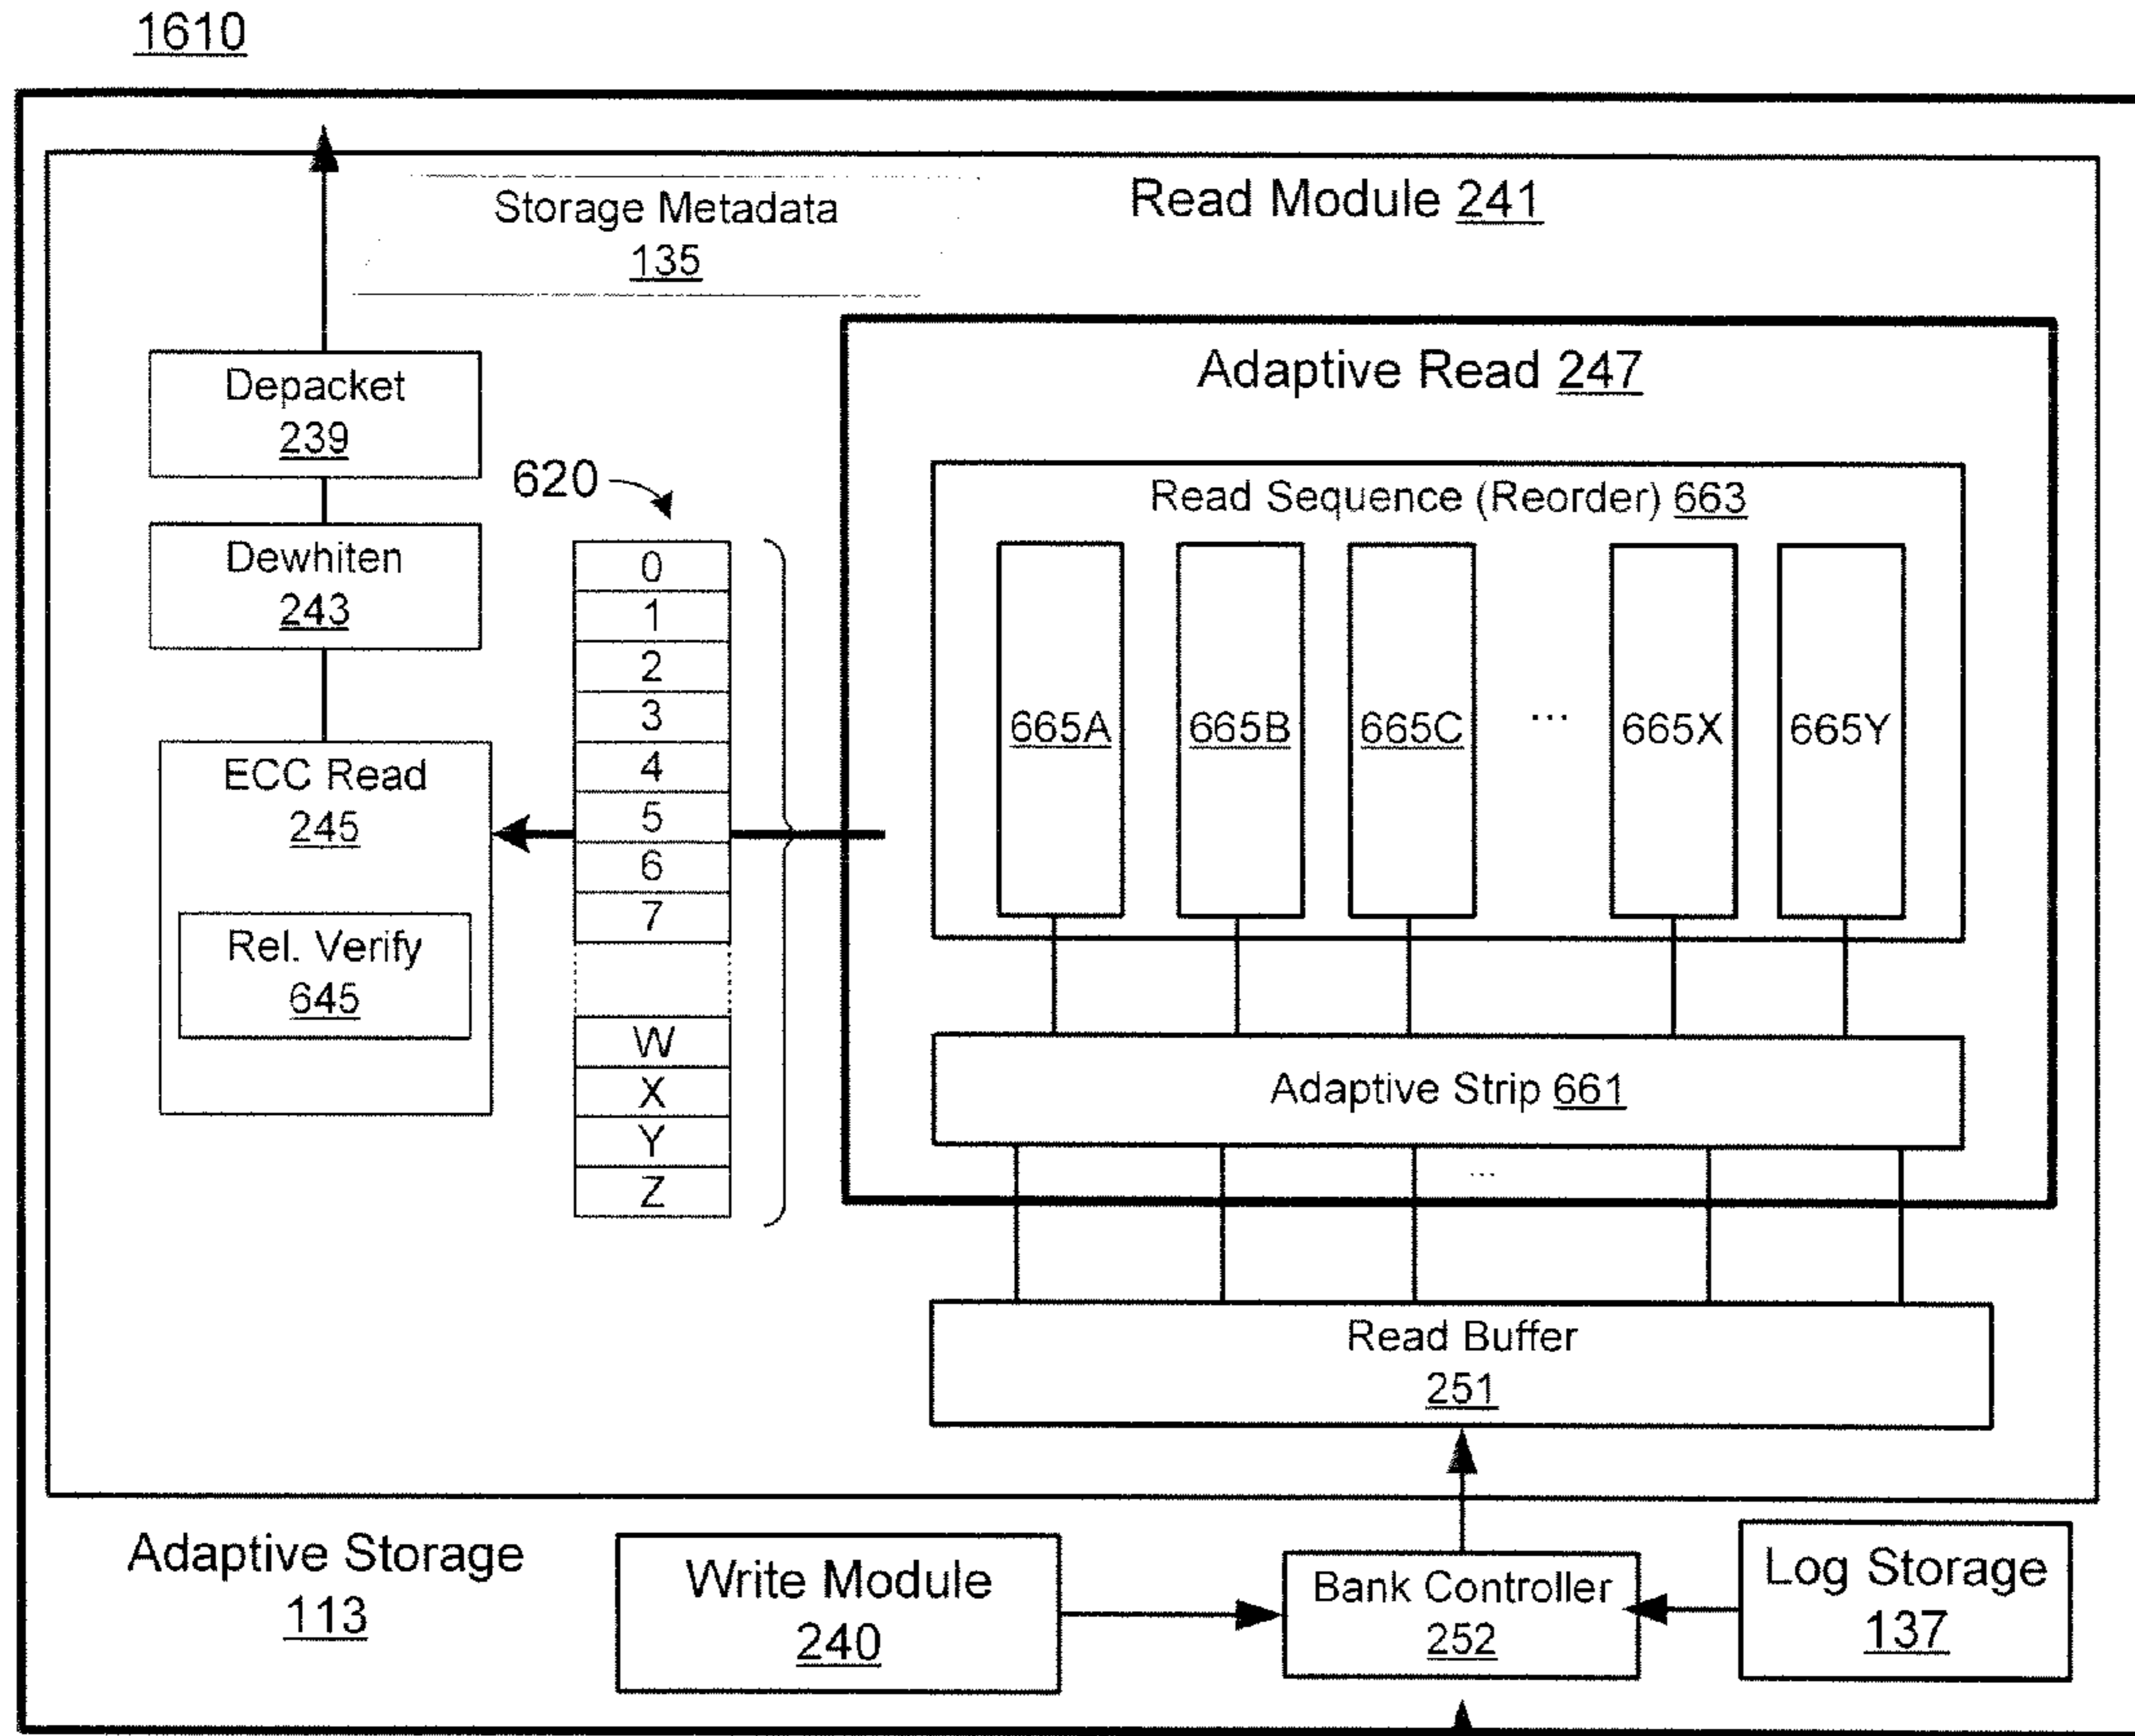 1610
Storage Metadata
135
Read Module 241
Adaptive Read 247
Depacket
239
620
Read Sequence (Reorder) 663
Dewhiten
243
0
1
2
3
4
5
6
7
W
X
Y
Z
665A 665B 665C ... 665X 665Y
ECC Read
245
Rel. Verify
645
Adaptive Strip 661
...
Read Buffer
251
Adaptive Storage
113
Write Module
240
Bank Controller
252
Log Storage
137